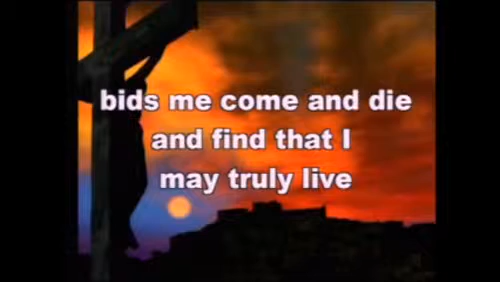 bids me come and die
and find that I
may truly live